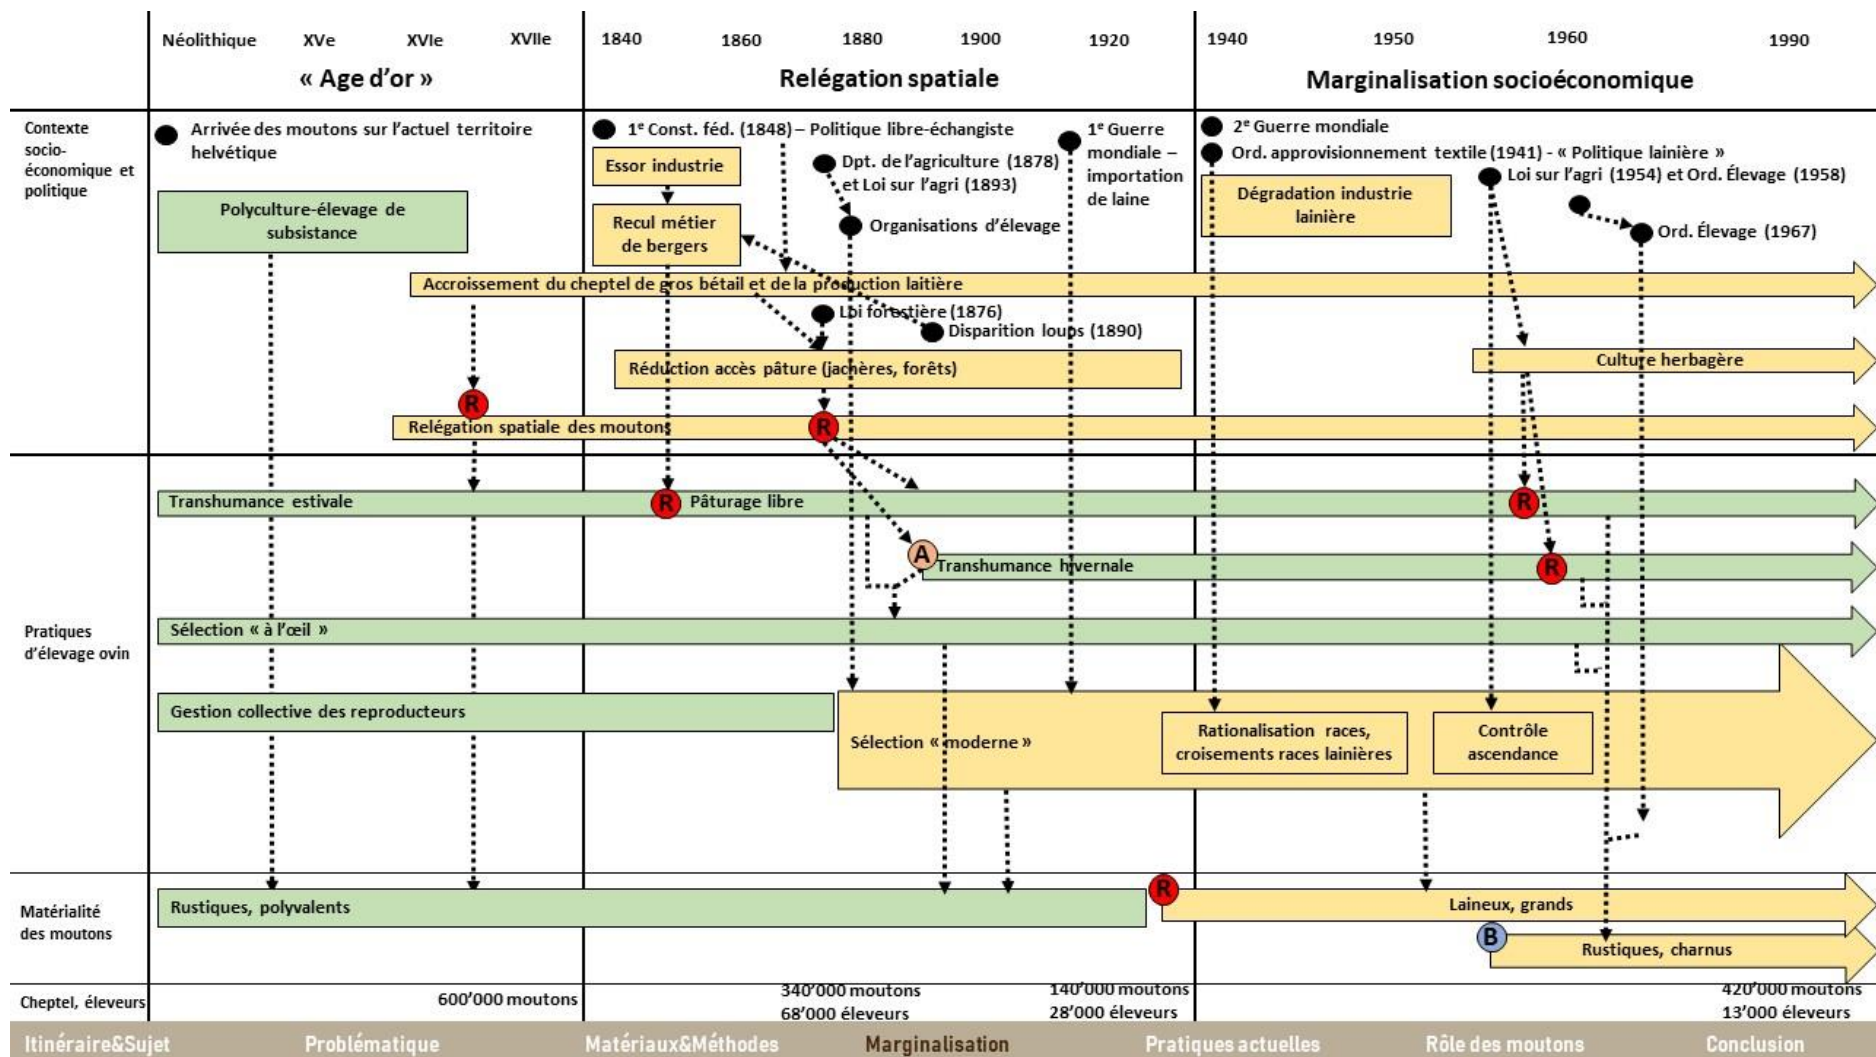 Néolithique XVe XVIe XVIIe 1840 1860 1880 1900 1920 1940 1950 1960 1990
« Age d’or » Relégation spatiale Marginalisation socioéconomique
Contexte
socio-
économique et
politique
Arrivée des moutons sur l’actuel territoire
helvétique
Polyculture-élevage de
subsistance
1e Const. féd. (1848) – Politique libre-échangiste
Essor industrie
Recul métier
de bergers
Dpt. de l’agriculture (1878)
et Loi sur l’agri (1893)
Organisations d’élevage
1e Guerre
mondiale –
importation
de laine
2e Guerre mondiale
Ord. approvisionnement textile (1941) - « Politique lainière »
Loi sur l’agri (1954) et Ord. Élevage (1958)
Dégradation industrie
lainière
Ord. Élevage (1967)
Accroissement du cheptel de gros bétail et de la production laitière
Loi forestière (1876)
Disparition loups (1890)
Réduction accès pâture (jachères, forêts)
Culture herbagère
R
Relégation spatiale des moutons
R
Pratiques
d’élevage ovin
Transhumance estivale
R
Pâturage libre
R
A
Transhumance hivernale
R
Sélection « à l’œil »
Gestion collective des reproducteurs
Sélection « moderne »
Rationalisation races,
croisements races lainières
Contrôle
ascendance
Matérialité
des moutons
Rustiques, polyvalents
R
Laineux, grands
B
Rustiques, charnus
Cheptel, éleveurs
600’000 moutons
340’000 moutons
68’000 éleveurs
140’000 moutons
28’000 éleveurs
420’000 moutons
13’000 éleveurs
Itinéraire&Sujet Problématique Matériaux&Méthodes Marginalisation Pratiques actuelles Rôle des moutons Conclusion